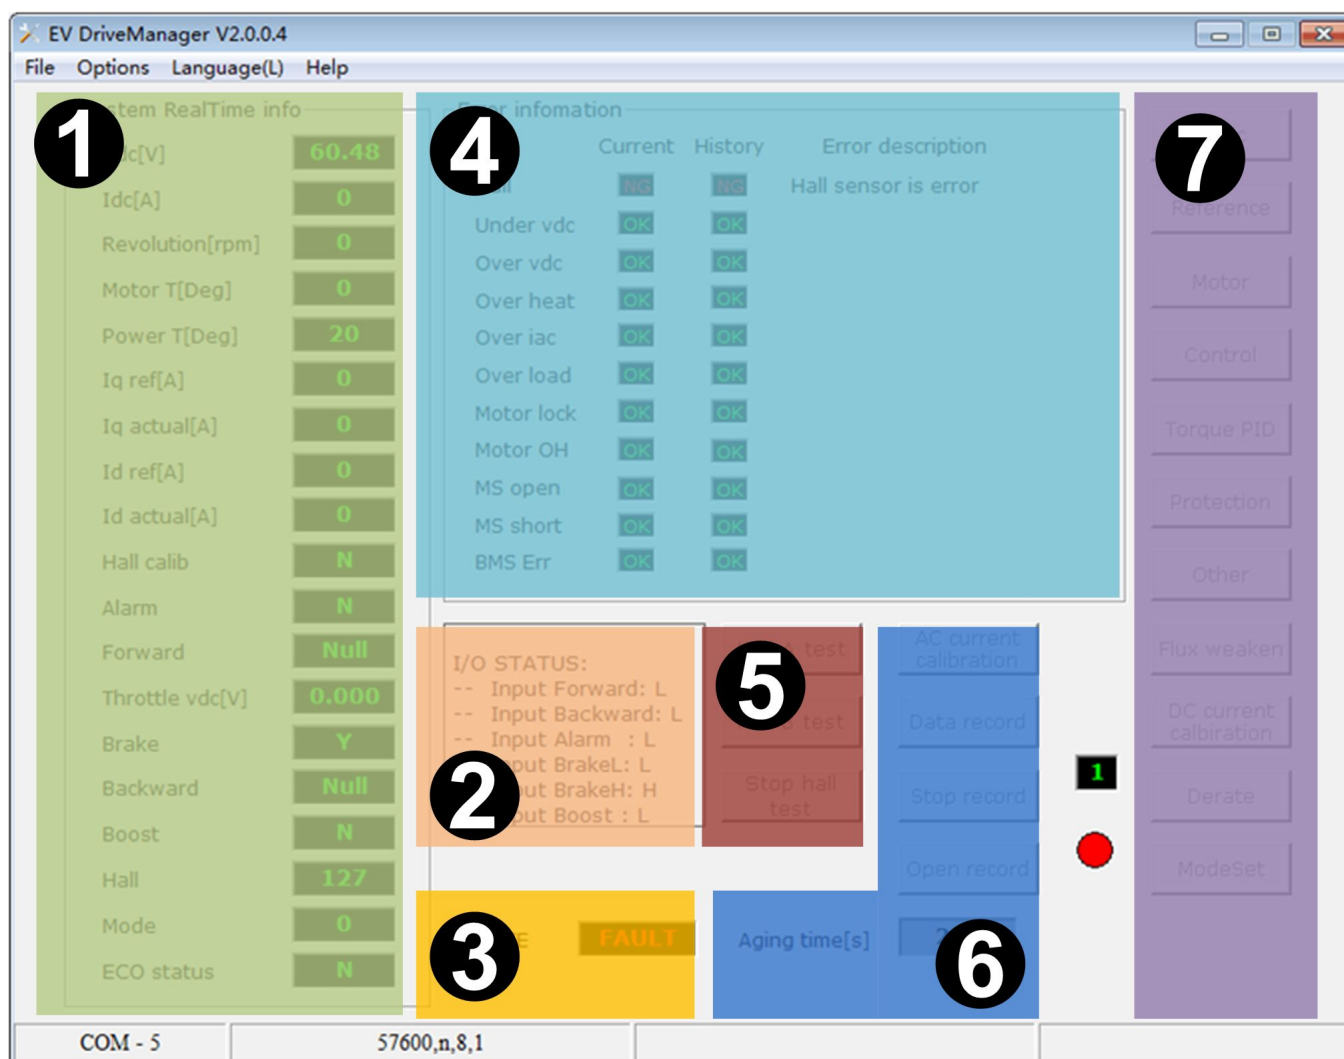 EV DriveManager V2.0.0.4
File Options Language(L) Help
1
RealTime info
60.48
Idc[A] 0
Revolution[rpm] 0
Motor T[Deg] 0
Power T[Deg] 20
Iq ref[A] 0
Iq actual[A] 0
Id ref[A] 0
Id actual[A] 0
Hall calib N
Alarm N
Forward Null
Throttle vdc[V] 0.000
Brake Y
Backward Null
Boost N
Hall 127
Mode 0
ECO status N
4
infomation
Current History Error description
NG NG Hall sensor is error
Under vdc OK OK
Over vdc OK OK
Over heat OK OK
Over iac OK OK
Over load OK OK
Motor lock OK OK
Motor OH OK OK
MS open OK OK
MS short OK OK
BMS Err OK OK
2
I/O STATUS:
-- Input Forward: L
-- Input Backward: L
-- Input Alarm : L
BrakeL: L
BrakeH: H
Boost : L
3
FAULT
5
test
test
Stop hall
test
6
AC current
calibration
Data record
Stop record
Open record
Aging time[s]
1
7
Reference
Motor
Control
Torque PID
Protection
Other
Flux weaken
DC current
calbiration
Derate
ModeSet
COM - 5 57600,n,8,1